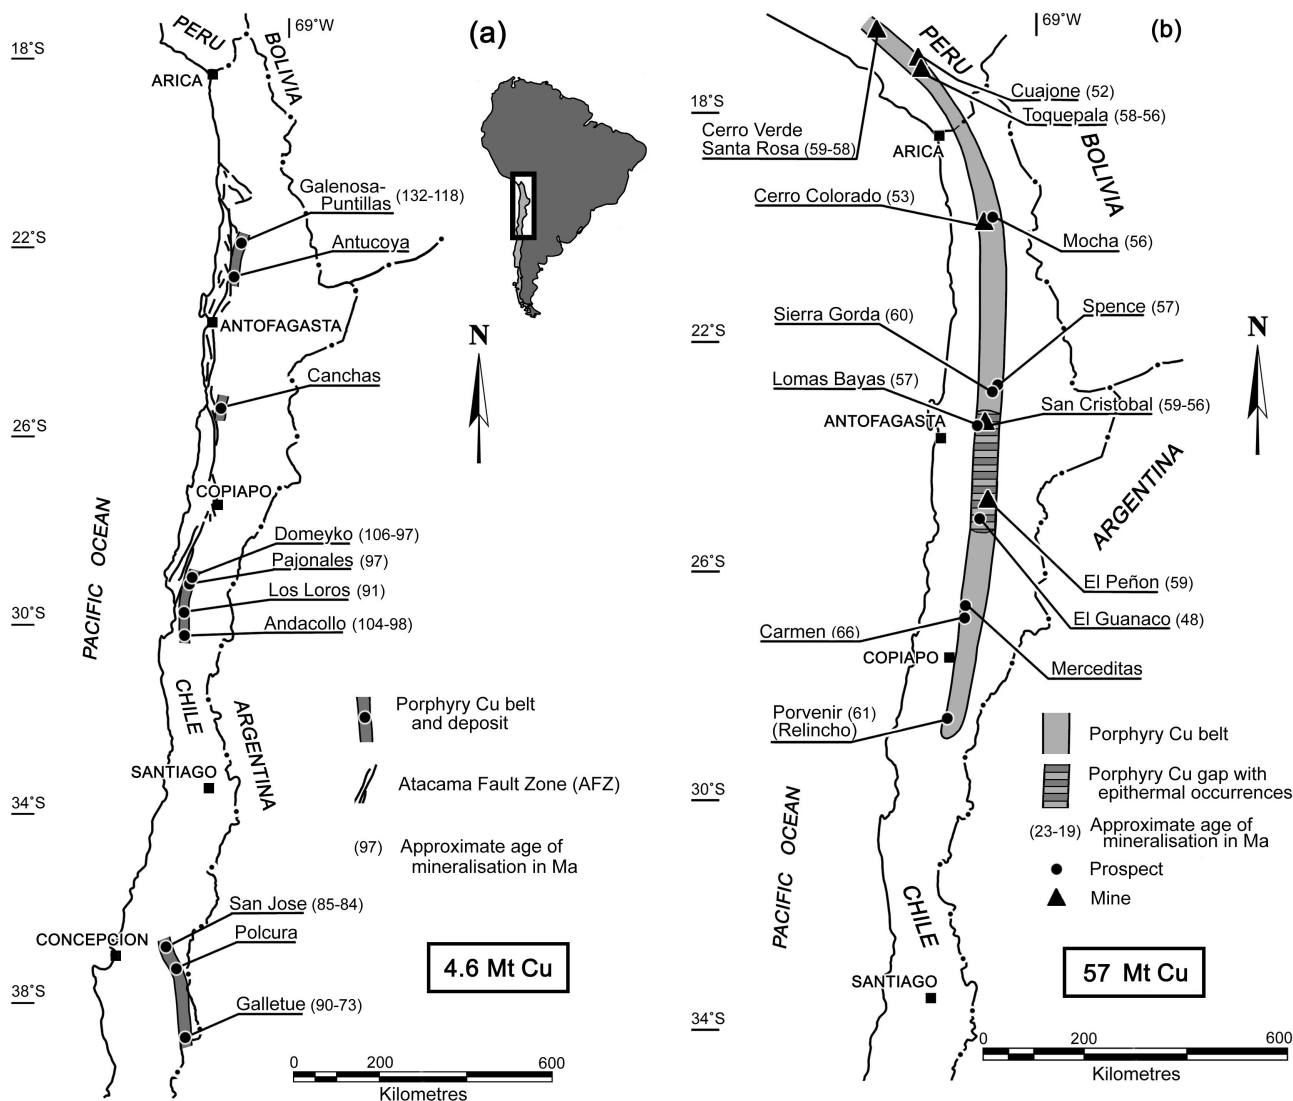 (a)
69°W
PERU
BOLIVIA
18°S
ARICA
Galenosa-
Puntillas (132-118)
22°S
Antucoya
ANTOFAGASTA
N
Canchas
26°S
COPIAPO
PACIFIC OCEAN
Domeyko (106-97)
Pajonales (97)
Los Loros (91)
30°S
Andacollo (104-98)
CHILE
ARGENTINA
Porphyry Cu belt
and deposit
SANTIAGO
Atacama Fault Zone (AFZ)
34°S
(97) Approximate age of
mineralisation in Ma
San Jose (85-84)
CONCEPCION
Polcura
4.6 Mt Cu
38°S
Galletue (90-73)
0 200 600
Kilometres
(b)
69°W
PERU
Cuajone (52)
18°S
Toquepala (58-56)
Cerro Verde
Santa Rosa (59-58)
ARICA
BOLIVIA
Cerro Colorado (53)
Mocha (56)
Sierra Gorda (60)
Spence (57)
22°S
N
Lomas Bayas (57)
San Cristobal (59-56)
ANTOFAGASTA
ARGENTINA
26°S
El Peñon (59)
El Guanaco (48)
Carmen (66)
COPIAPO
Merceditas
Porvenir (61)
(Relincho)
Porphyry Cu belt
Porphyry Cu gap with
epithermal occurrences
30°S
(23-19) Approximate age of
mineralisation in Ma
PACIFIC OCEAN
Prospect
Mine
CHILE
57 Mt Cu
SANTIAGO
34°S
0 200 600
Kilometres